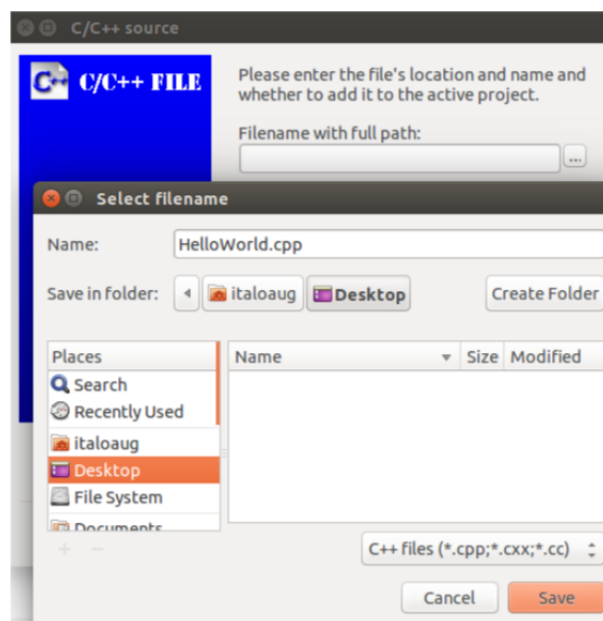 C/C++ source
C++ C/C++ FILE
Please enter the file's location and name and
whether to add it to the active project.
Filename with full path:
...
Select filename
Name: HelloWorld.cpp
Save in folder: italoaug Desktop Create Folder
Places Name Size Modified
Search
Recently Used
italoaug
Desktop
File System
Documents
C++ files (*.cpp;*.cxx;*.cc)
Cancel Save